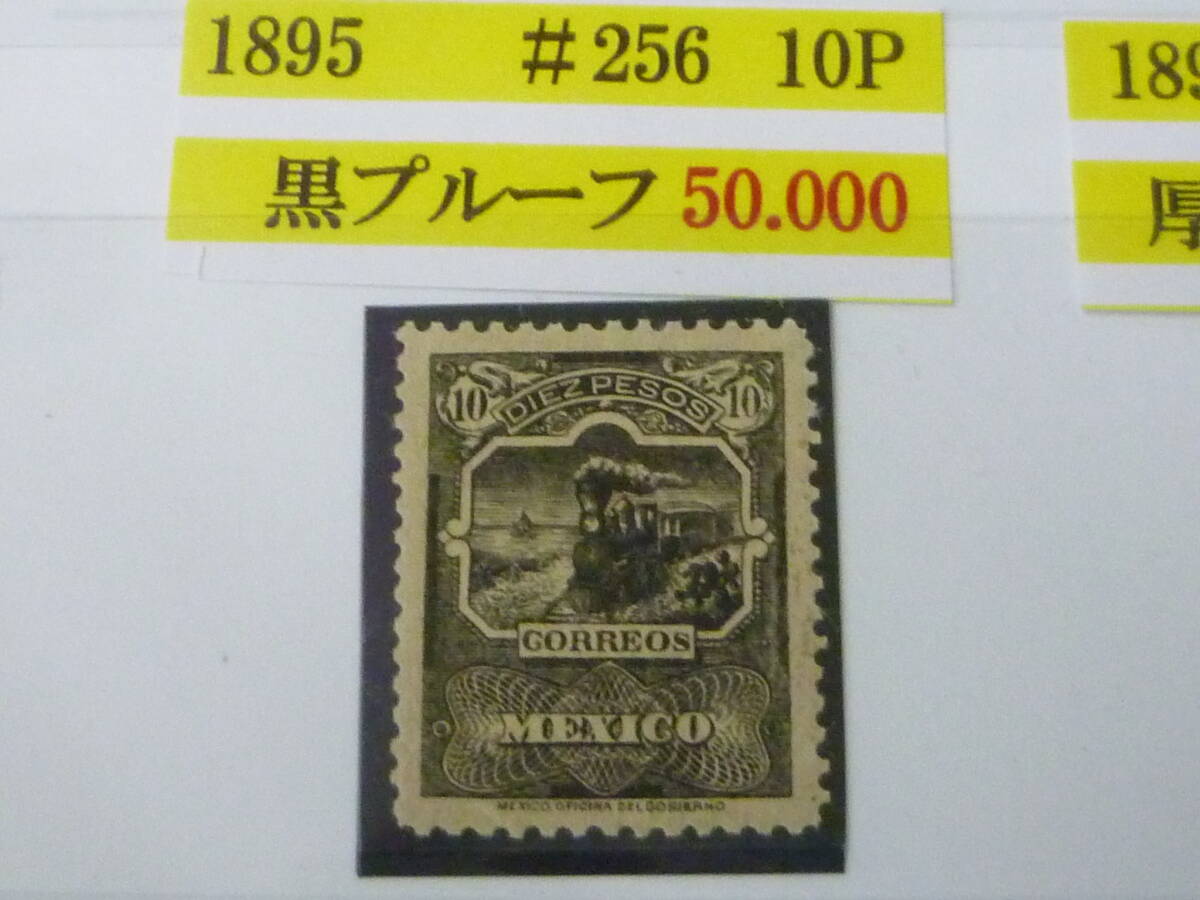 1895 #256 10P
黒プルーフ 50.000
189
厚
10 DIEZ PESOS 10
CORREOS
MEXICO
MEXICO. OFICINA DEL GOBIERNO